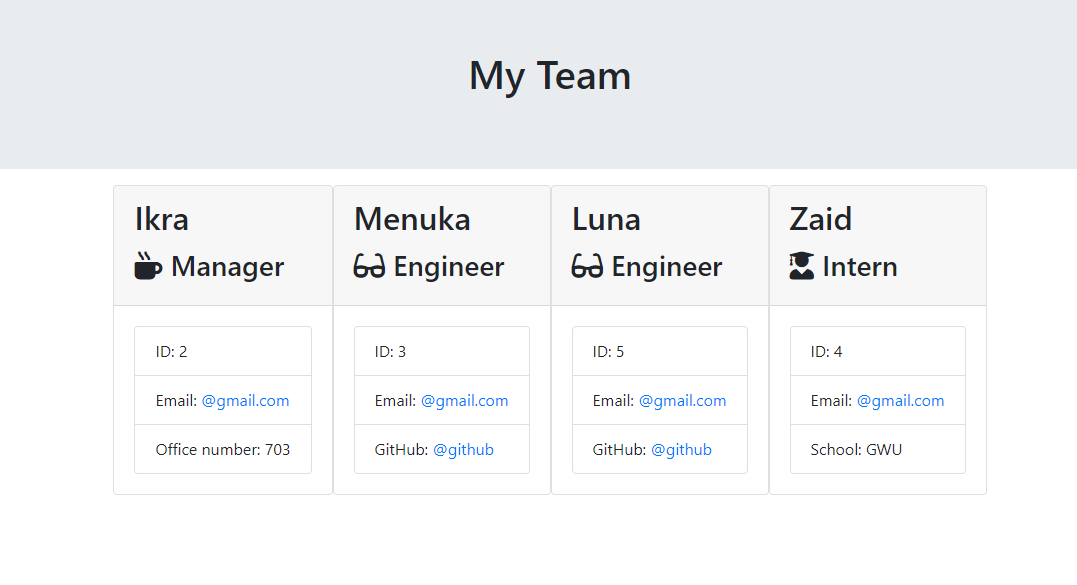 My Team
Ikra
Manager
ID: 2
Email: @gmail.com
Office number: 703
Menuka
Engineer
ID: 3
Email: @gmail.com
GitHub: @github
Luna
Engineer
ID: 5
Email: @gmail.com
GitHub: @github
Zaid
Intern
ID: 4
Email: @gmail.com
School: GWU